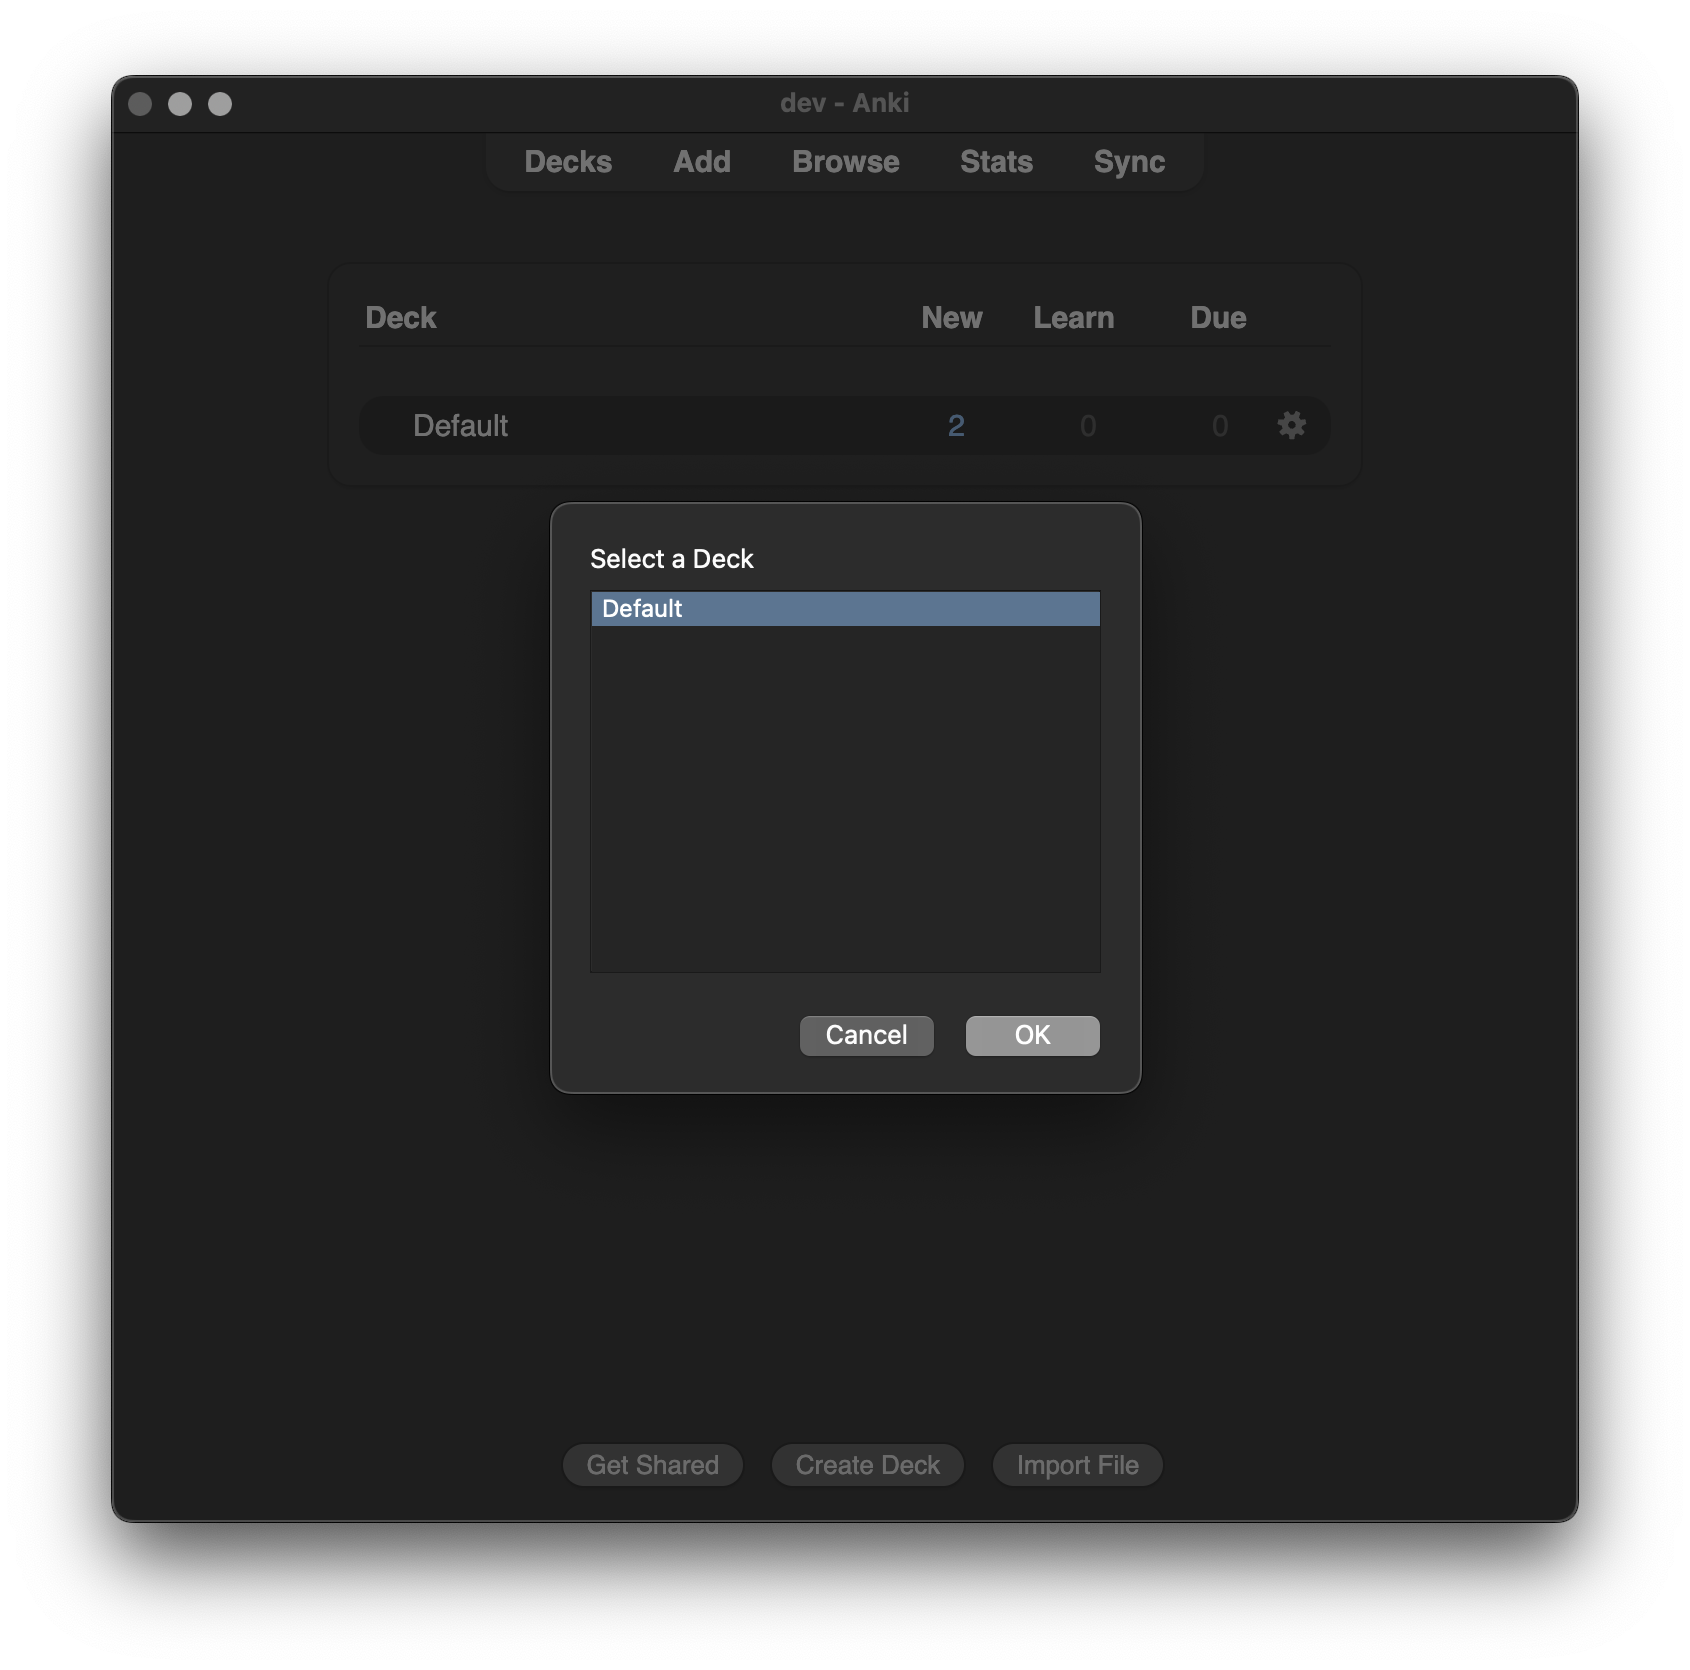 dev - Anki
Decks Add Browse Stats Sync
Deck New Learn Due
Default 2 0 0
Select a Deck
Default
Cancel OK
Get Shared Create Deck Import File